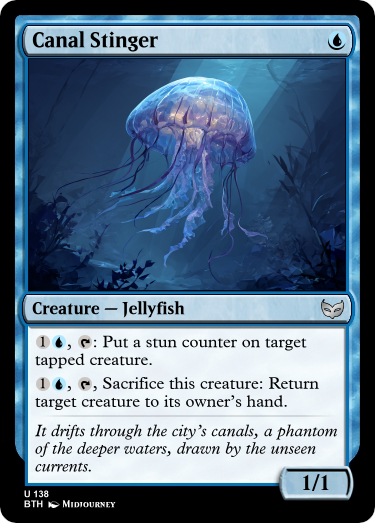 Canal Stinger
Creature — Jellyfish
1, : Put a stun counter on target
tapped creature.
1, , Sacrifice this creature: Return
target creature to its owner's hand.
It drifts through the city's canals, a phantom
of the deeper waters, drawn by the unseen
currents.
1/1
U 138
BTH Midjourney